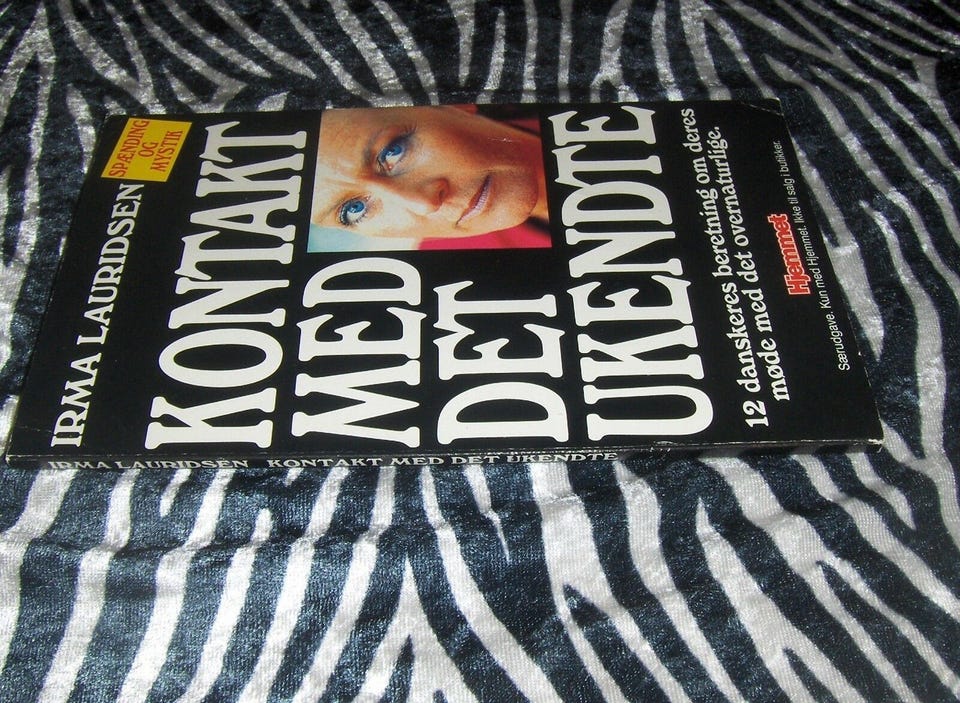 IRMA LAURIDSEN
SPÆNDING
OG
MYSTIK
KONTAKT
MED
DET
UKENDTE
12 danskeres beretning om deres
møde med det overnaturlige.
Hjemmet
Særudgave. Kun med Hjemmet. Ikke til salg i butikker.
IRMA LAURIDSEN KONTAKT MED DET UKENDTE